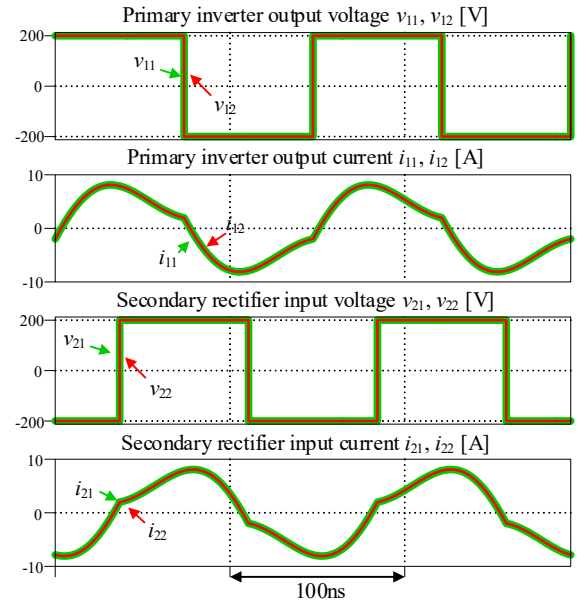 Primary inverter output voltage v11, v12 [V]
200
v11
0
v12
-200
Primary inverter output current i11, i12 [A]
10
i12
0
i11
-10
Secondary rectifier input voltage v21, v22 [V]
200
v21
0
v22
-200
Secondary rectifier input current i21, i22 [A]
10
i21
0
i22
-10
100ns